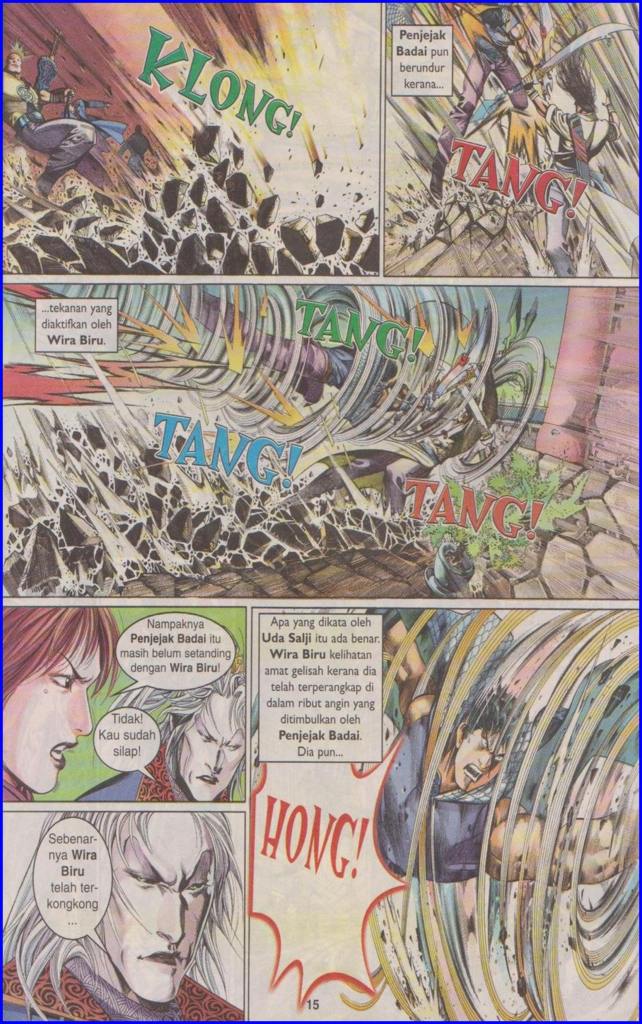 KLONG!
Penjejak
Badai pun
berundur
kerana...
TANG!
...tekanan yang
diaktifkan oleh
Wira Biru.
TANG!
TANG!
TANG!
Nampaknya
Penjejak Badai itu
masih belum setanding
dengan Wira Biru!
Tidak!
Kau sudah
silap!
Sebenar-
nya Wira
Biru
telah ter-
kongkong
...
Apa yang dikata oleh
Uda Salji itu ada benar.
Wira Biru kelihatan
amat gelisah kerana dia
telah terperangkap di
dalam ribut angin yang
ditimbulkan oleh
Penjejak Badai.
Dia pun...
HONG!
15